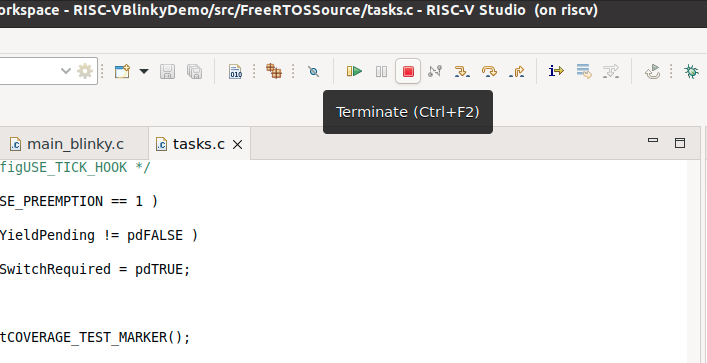 orkspace - RISC-VBlinkyDemo/src/FreeRTOSSource/tasks.c - RISC-V Studio (on riscv)
010
Terminate (Ctrl+F2)
main_blinky.c
tasks.c
figUSE_TICK_HOOK */
SE_PREEMPTION == 1 )
YieldPending != pdFALSE )
SwitchRequired = pdTRUE;
tCOVERAGE_TEST_MARKER();